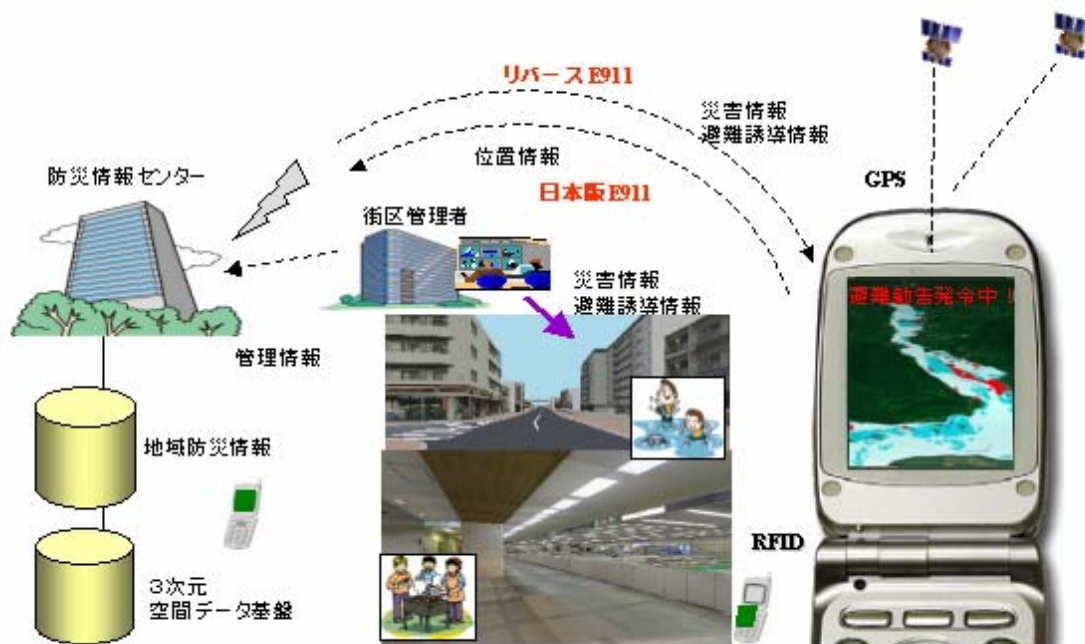 リバースE911
災害情報
避難誘導情報
位置情報
日本版E911
防災情報センター
街区管理者
GPS
災害情報
避難誘導情報
避難勧告発令中!!
管理情報
地域防災情報
RFID
3次元
空間データ基盤